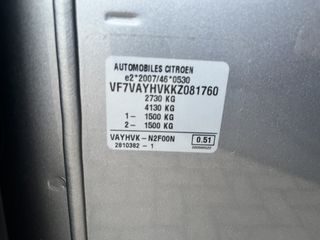 AUTOMOBILES CITROEN
e2*2007/46*0530
VF7VAYHVKKZ081760
2730 KG
4130 KG
1- 1500 KG
2- 1500 KG
VAYHVK-N2F00N 0.51
2810382 - 1